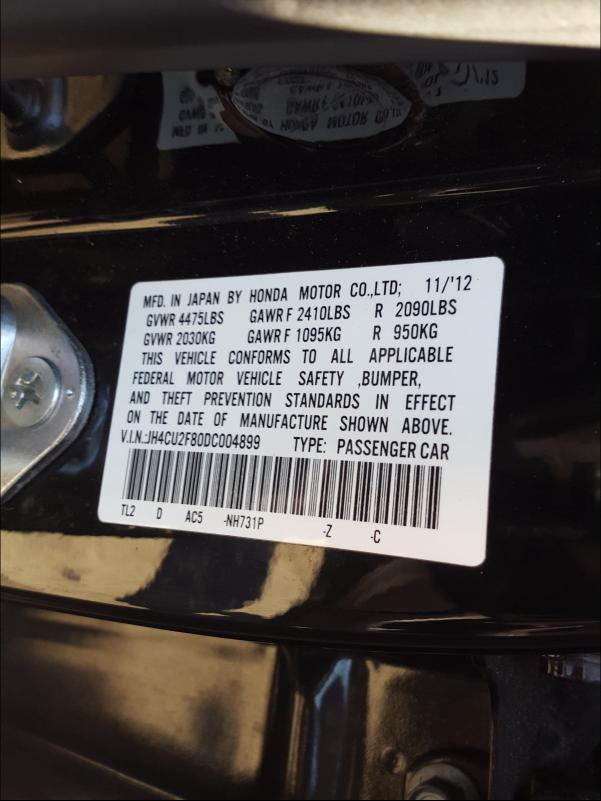 MFD. IN JAPAN BY HONDA MOTOR CO.,LTD; 11/'12
GVWR 4475LBS GAWR F 2410LBS R 2090LBS
GVWR 2030KG GAWR F 1095KG R 950KG
THIS VEHICLE CONFORMS TO ALL APPLICABLE
FEDERAL MOTOR VEHICLE SAFETY ,BUMPER,
AND THEFT PREVENTION STANDARDS IN EFFECT
ON THE DATE OF MANUFACTURE SHOWN ABOVE.
V.I.N.:JH4CU2F80DC004899 TYPE: PASSENGER CAR
TL2 D AC5 -NH731P -Z -C